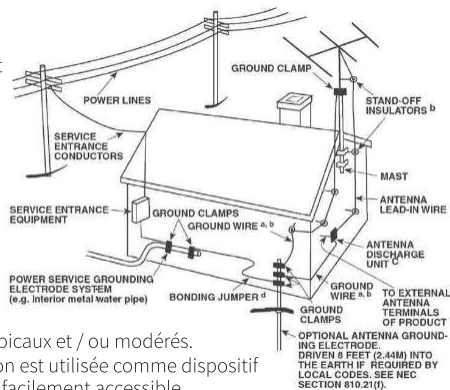 t
GROUND CLAMP
POWER LINES
STAND-OFF
INSULATORS b
SERVICE
ENTRANCE
CONDUCTORS
MAST
ANTENNA
LEAD-IN WIRE
SERVICE ENTRANCE
EQUIPMENT
GROUND CLAMPS
GROUND WIRE a, b
ANTENNA
DISCHARGE
UNIT C
POWER SERVICE GROUNDING
ELECTRODE SYSTEM
(e.g. interior metal water pipe)
BONDING JUMPER d
GROUND
WIRE a, b
GROUND
CLAMPS
TO EXTERNAL
ANTENNA
TERMINALS
OF PRODUCT
OPTIONAL ANTENNA GROUND-
ING ELECTRODE.
DRIVEN 8 FEET (2.44M) INTO
THE EARTH IF REQUIRED BY
LOCAL CODES. SEE NEC
SECTION 810.21(f).
picaux et / ou modérés.
on est utilisée comme dispositif
facilement accessible